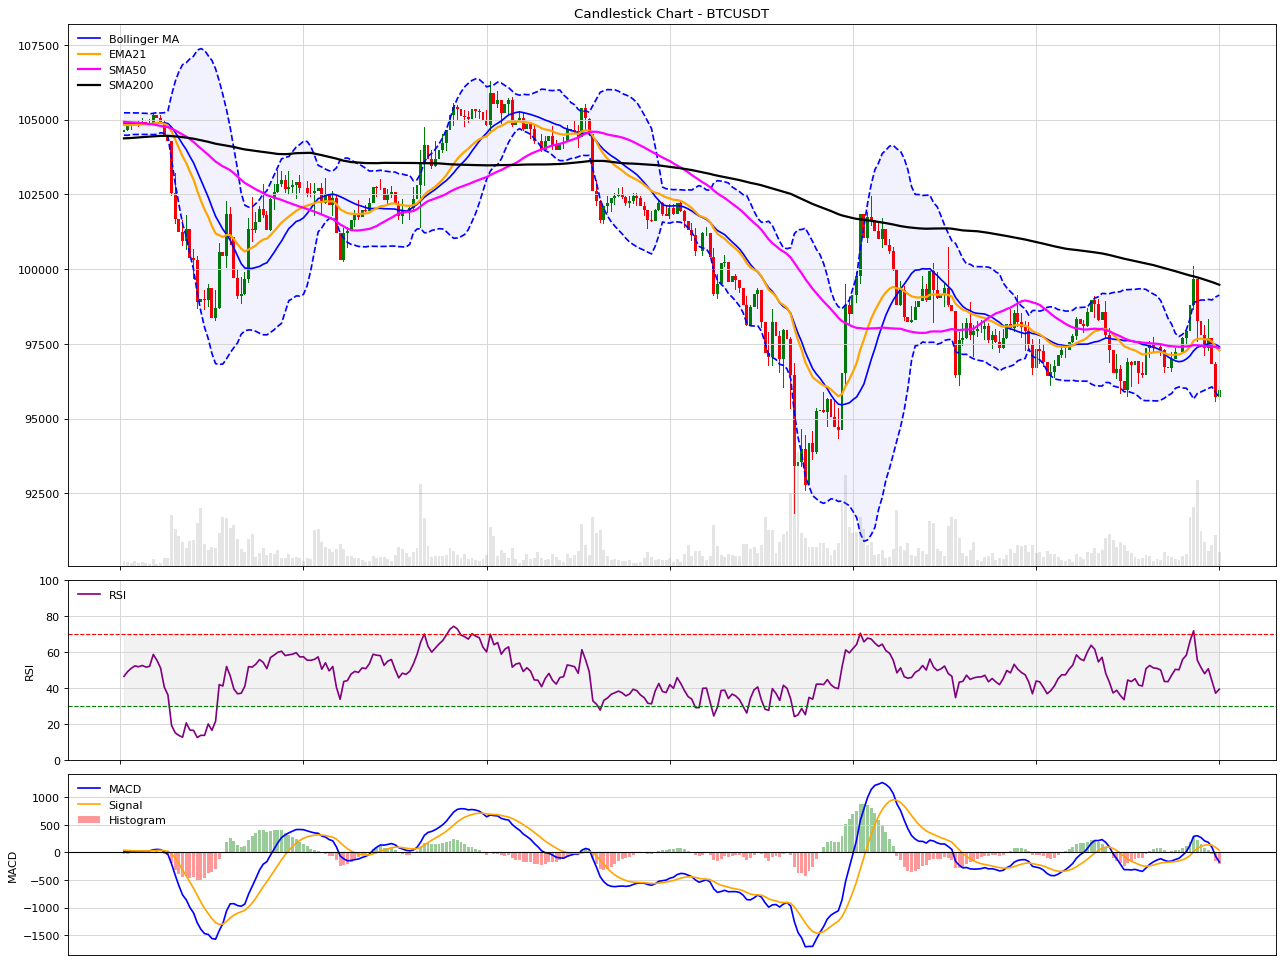 Candlestick Chart - BTCUSDT
Bollinger MA
EMA21
SMA50
SMA200
107500
105000
102500
100000
97500
95000
92500
RSI
RSI
100
80
60
40
20
0
MACD
Signal
Histogram
MACD
1000
500
0
−500
−1000
−1500